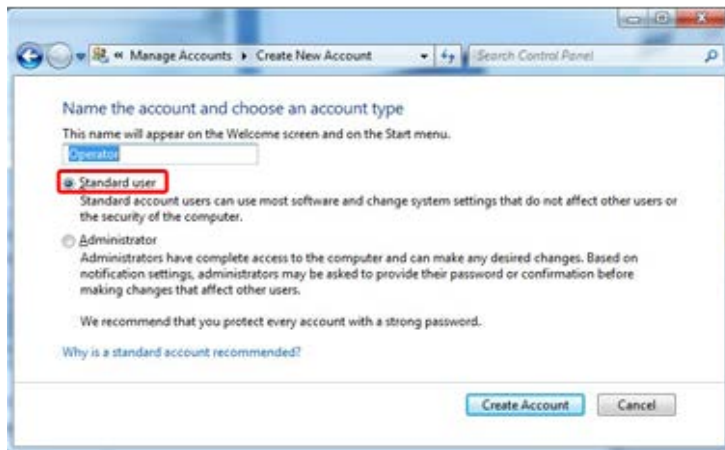 « Manage Accounts ▸ Create New Account Search Control Panel
Name the account and choose an account type
This name will appear on the Welcome screen and on the Start menu.
Operator
Standard user
Standard account users can use most software and change system settings that do not affect other users or
the security of the computer.
Administrator
Administrators have complete access to the computer and can make any desired changes. Based on
notification settings, administrators may be asked to provide their password or confirmation before
making changes that affect other users.
We recommend that you protect every account with a strong password.
Why is a standard account recommended?
Create Account Cancel